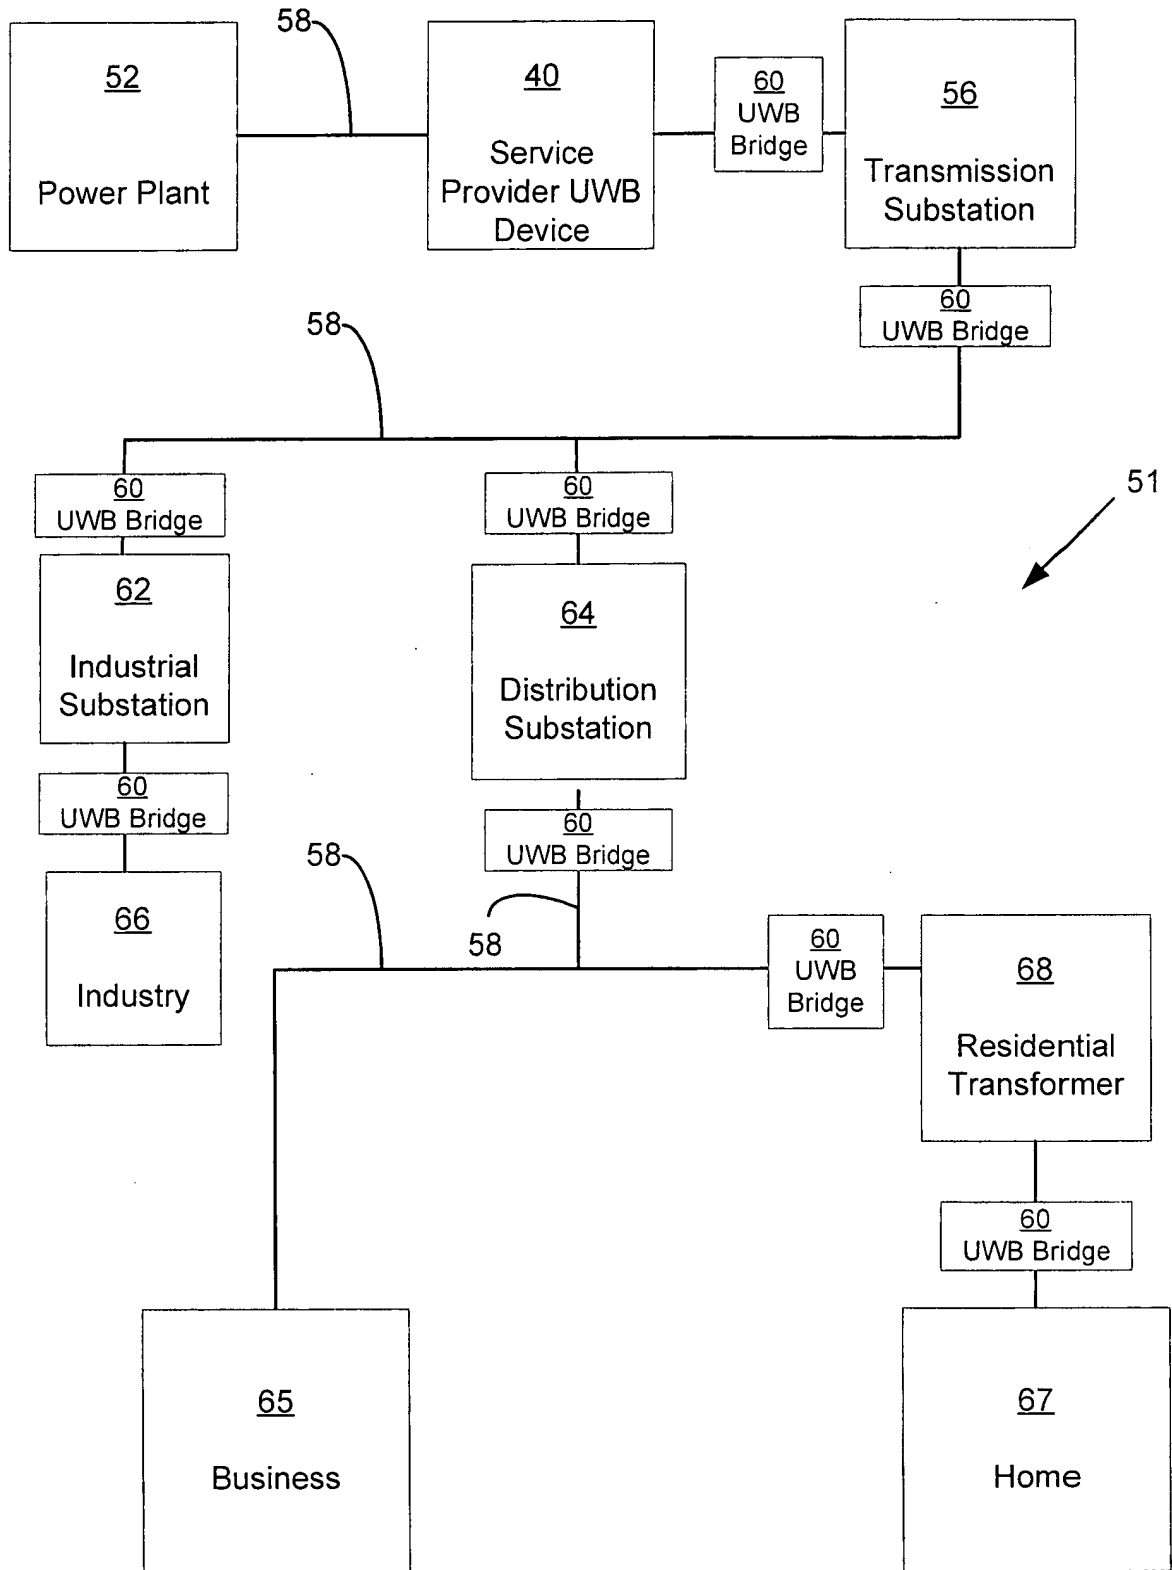 58
52
Power Plant
40
Service
Provider UWB
Device
60
UWB
Bridge
56
Transmission
Substation
60
UWB Bridge
58
60
UWB Bridge
60
UWB Bridge
51
62
Industrial
Substation
64
Distribution
Substation
60
UWB Bridge
60
UWB Bridge
58
58
66
Industry
60
UWB
Bridge
68
Residential
Transformer
60
UWB Bridge
65
Business
67
Home